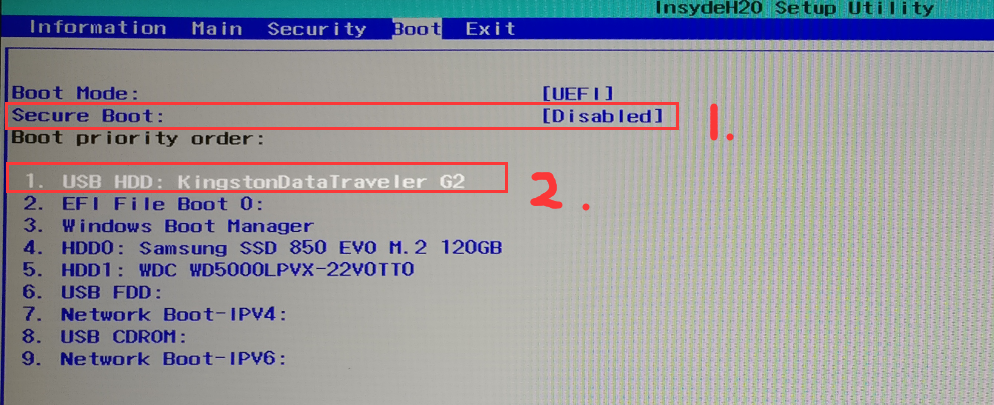 InsydeH2O Setup Utility
Information Main Security Boot Exit
Boot Mode: [UEFI]
Secure Boot: [Disabled]
1.
Boot priority order:
1. USB HDD: KingstonDataTraveler G2
2.
2. EFI File Boot 0:
3. Windows Boot Manager
4. HDD0: Samsung SSD 850 EVO M.2 120GB
5. HDD1: WDC WD5000LPVX-22V0TT0
6. USB FDD:
7. Network Boot-IPV4:
8. USB CDROM:
9. Network Boot-IPV6: